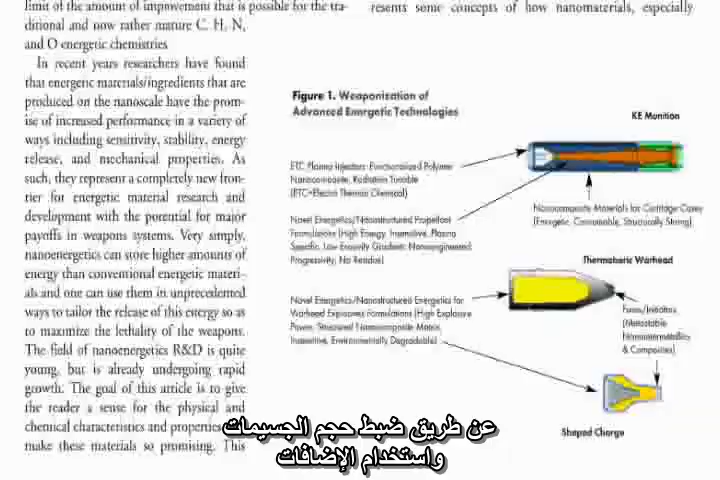 limit of the amount of improvement that is possible for the tra-
ditional and now rather mature C, H, N,
and O energetic chemistries
In recent years researchers have found
that energetic materials/ingredients that are
produced on the nanoscale have the prom-
ise of increased performance in a variety of
ways including sensitivity, stability, energy
release, and mechanical properties. As
such, they represent a completely new fron-
tier for energetic material research and
development with the potential for major
payoffs in weapons systems. Very simply,
nanoenergetics can store higher amounts of
energy than conventional energetic materi-
als and one can use them in unprecedented
ways to tailor the release of this energy so as
to maximize the lethality of the weapons.
The field of nanoenergetics R&D is quite
young, but is already undergoing rapid
growth. The goal of this article is to give
the reader a sense for the physical and
chemical characteristics and properties
make these materials so promising. This
resents some concepts of how nanomaterials, especially
Figure 1. Weaponization of
Advanced Energetic Technologies
KE Munition
ETC Plasma Injectors: Functionalized Polymer
Nanocomposite, Radiation Tunable
(ETC=Electro Thermal Chemical)
Novel Energetics/Nanostructured Propellant
Formulations (High Energy, Insensitive, Plasma
Specific, Low Erosivity Gradient: Nanoengineered
Progressivity, No Residue)
Nanocomposite Materials for Cartridge Cases
(Energetic, Consumable, Structurally Strong)
Thermobaric Warhead
Novel Energetics/Nanostructured Energetics for
Warhead Explosives Formulations (High Explosive
Power, Structured Nanocomposite Matrix,
Insensitive, Environmentally Degradable)
Fuzes/Initiators
(Metastable
Nanointermetallics
& Composites)
Shaped Charge
عن طريق ضبط حجم الجسيمات
واستخدام الإضافات